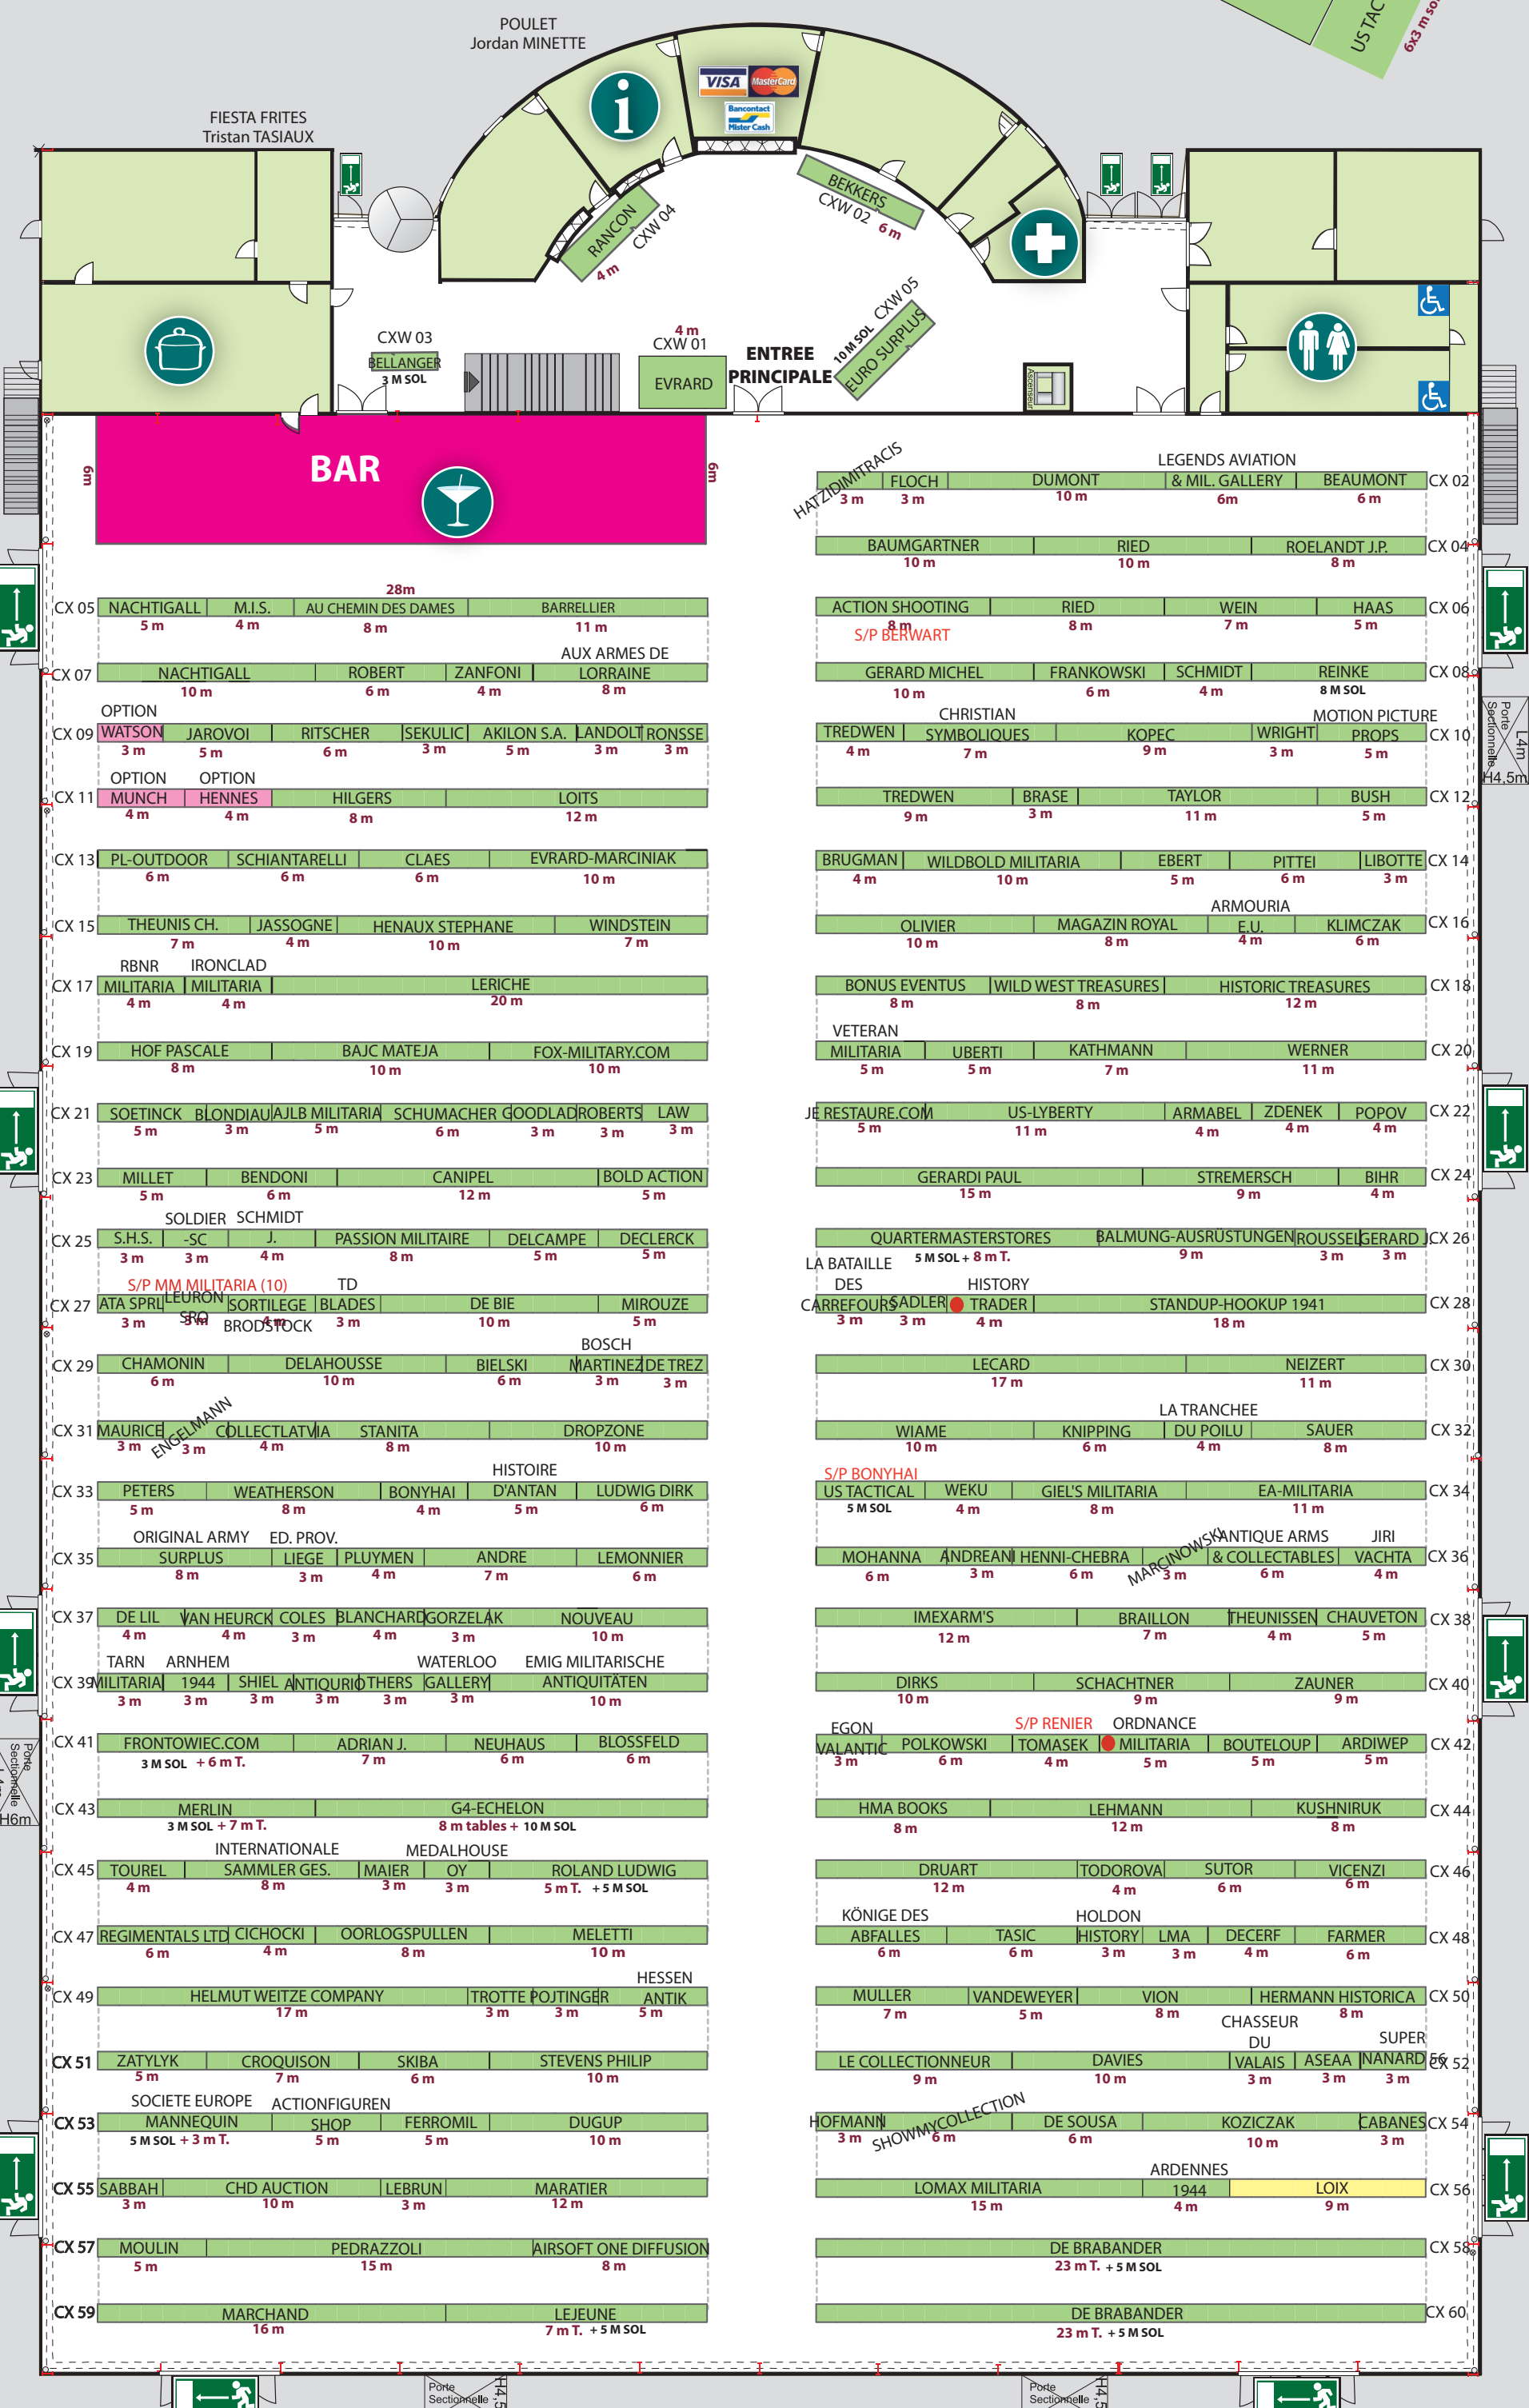 US TAC
6x3 m so
POULET
Jordan MINETTE
FIESTA FRITES
Tristan TASIAUX
i
VISA MasterCard
Bancontact
Mister Cash
RANCON
CXW 04
4 m
BEKKERS
CXW 02 6 m
CXW 03
BELLANGER
3 M SOL
4 m
CXW 01
EVRARD
ENTREE
PRINCIPALE
10 M SOL CXW 05
EURO SURPLUS
Ascenseur
BAR
6m 6m
HATZIDIMITRACIS FLOCH DUMONT LEGENDS AVIATION & MIL. GALLERY BEAUMONT CX 02
3 m 3 m 10 m 6m 6 m
BAUMGARTNER RIED ROELANDT J.P. CX 04
10 m 10 m 8 m
28m
CX 05 NACHTIGALL M.I.S. AU CHEMIN DES DAMES BARRELLIER
5 m 4 m 8 m 11 m
ACTION SHOOTING RIED WEIN HAAS CX 06
8 m 8 m 7 m 5 m
S/P BERWART
AUX ARMES DE
CX 07 NACHTIGALL ROBERT ZANFONI LORRAINE
10 m 6 m 4 m 8 m
GERARD MICHEL FRANKOWSKI SCHMIDT REINKE CX 08
10 m 6 m 4 m 8 M SOL
OPTION
CX 09 WATSON JAROVOI RITSCHER SEKULIC AKILON S.A. LANDOLT RONSSE
3 m 5 m 6 m 3 m 5 m 3 m 3 m
CHRISTIAN MOTION PICTURE
TREDWEN SYMBOLIQUES KOPEC WRIGHT PROPS CX 10
4 m 7 m 9 m 3 m 5 m
Porte
Sectionnelle
L4m
H4,5m
OPTION OPTION
CX 11 MUNCH HENNES HILGERS LOITS
4 m 4 m 8 m 12 m
TREDWEN BRASE TAYLOR BUSH CX 12
9 m 3 m 11 m 5 m
CX 13 PL-OUTDOOR SCHIANTARELLI CLAES EVRARD-MARCINIAK
6 m 6 m 6 m 10 m
BRUGMAN WILDBOLD MILITARIA EBERT PITTEI LIBOTTE CX 14
4 m 10 m 5 m 6 m 3 m
CX 15 THEUNIS CH. JASSOGNE HENAUX STEPHANE WINDSTEIN
7 m 4 m 10 m 7 m
ARMOURIA
OLIVIER MAGAZIN ROYAL E.U. KLIMCZAK CX 16
10 m 8 m 4 m 6 m
RBNR IRONCLAD
CX 17 MILITARIA MILITARIA LERICHE
4 m 4 m 20 m
BONUS EVENTUS WILD WEST TREASURES HISTORIC TREASURES CX 18
8 m 8 m 12 m
CX 19 HOF PASCALE BAJC MATEJA FOX-MILITARY.COM
8 m 10 m 10 m
VETERAN
MILITARIA UBERTI KATHMANN WERNER CX 20
5 m 5 m 7 m 11 m
CX 21 SOETINCK BLONDIAU AJLB MILITARIA SCHUMACHER GOODLAD ROBERTS LAW
5 m 3 m 5 m 6 m 3 m 3 m 3 m
JE RESTAURE.COM US-LYBERTY ARMABEL ZDENEK POPOV CX 22
5 m 11 m 4 m 4 m 4 m
CX 23 MILLET BENDONI CANIPEL BOLD ACTION
5 m 6 m 12 m 5 m
GERARDI PAUL STREMERSCH BIHR CX 24
15 m 9 m 4 m
SOLDIER SCHMIDT
CX 25 S.H.S. -SC J. PASSION MILITAIRE DELCAMPE DECLERCK
3 m 3 m 4 m 8 m 5 m 5 m
QUARTERMASTERSTORES BALMUNG-AUSRÜSTUNGEN ROUSSEL GERARD J. CX 26
5 M SOL + 8 m T. 9 m 3 m 3 m
S/P MM MILITARIA (10) TD
CX 27 ATA SPRL LEURON SRO SORTILEGE BRODSTOCK BLADES DE BIE MIROUZE
3 m 3 m 4 m 3 m 10 m 5 m
LA BATAILLE
DES HISTORY
CARREFOURS SADLER TRADER STANDUP-HOOKUP 1941 CX 28
3 m 3 m 4 m 18 m
BOSCH
CX 29 CHAMONIN DELAHOUSSE BIELSKI MARTINEZ DE TREZ
6 m 10 m 6 m 3 m 3 m
LECARD NEIZERT CX 30
17 m 11 m
CX 31 MAURICE ENGELMANN COLLECTLATVIA STANITA DROPZONE
3 m 3 m 4 m 8 m 10 m
LA TRANCHEE
WIAME KNIPPING DU POILU SAUER CX 32
10 m 6 m 4 m 8 m
HISTOIRE
CX 33 PETERS WEATHERSON BONYHAI D'ANTAN LUDWIG DIRK
5 m 8 m 4 m 5 m 6 m
S/P BONYHAI
US TACTICAL WEKU GIEL'S MILITARIA EA-MILITARIA CX 34
5 M SOL 4 m 8 m 11 m
ORIGINAL ARMY ED. PROV.
CX 35 SURPLUS LIEGE PLUYMEN ANDRE LEMONNIER
8 m 3 m 4 m 7 m 6 m
ANTIQUE ARMS JIRI
MOHANNA ANDREANI HENNI-CHEBRA MARCINOWSKI & COLLECTABLES VACHTA CX 36
6 m 3 m 6 m 3 m 6 m 4 m
CX 37 DE LIL VAN HEURCK COLES BLANCHARD GORZELAK NOUVEAU
4 m 4 m 3 m 4 m 3 m 10 m
IMEXARM'S BRAILLON THEUNISSEN CHAUVETON CX 38
12 m 7 m 4 m 5 m
TARN ARNHEM WATERLOO EMIG MILITARISCHE
CX 39 MILITARIA 1944 SHIEL ANTIQURIO THERS GALLERY ANTIQUITÄTEN
3 m 3 m 3 m 3 m 3 m 3 m 10 m
DIRKS SCHACHTNER ZAUNER CX 40
10 m 9 m 9 m
CX 41 FRONTOWIEC.COM ADRIAN J. NEUHAUS BLOSSFELD
3 M SOL + 6 m T. 7 m 6 m 6 m
EGON S/P RENIER ORDNANCE
VALANTIC POLKOWSKI TOMASEK MILITARIA BOUTELOUP ARDIWEP CX 42
3 m 6 m 4 m 5 m 5 m 5 m
Porte
Sectionnelle
H6m
CX 43 MERLIN G4-ECHELON
3 M SOL + 7 m T. 8 m tables + 10 M SOL
HMA BOOKS LEHMANN KUSHNIRUK CX 44
8 m 12 m 8 m
INTERNATIONALE MEDALHOUSE
CX 45 TOUREL SAMMLER GES. MAIER OY ROLAND LUDWIG
4 m 8 m 3 m 3 m 5 m T. + 5 M SOL
DRUART TODOROVA SUTOR VICENZI CX 46
12 m 4 m 6 m 6 m
CX 47 REGIMENTALS LTD CICHOCKI OORLOGSPULLEN MELETTI
6 m 4 m 8 m 10 m
KÖNIGE DES HOLDON
ABFALLES TASIC HISTORY LMA DECERF FARMER CX 48
6 m 6 m 3 m 3 m 4 m 6 m
HESSEN
CX 49 HELMUT WEITZE COMPANY TROTTE POJTINGER ANTIK
17 m 3 m 3 m 5 m
MULLER VANDEWEYER VION HERMANN HISTORICA CX 50
7 m 5 m 8 m 8 m
CX 51 ZATYLYK CROQUISON SKIBA STEVENS PHILIP
5 m 7 m 6 m 10 m
CHASSEUR
DU SUPER
LE COLLECTIONNEUR DAVIES VALAIS ASEAA NANARD 56 CX 52
9 m 10 m 3 m 3 m 3 m
SOCIETE EUROPE ACTIONFIGUREN
CX 53 MANNEQUIN SHOP FERROMIL DUGUP
5 M SOL + 3 m T. 5 m 5 m 10 m
HOFMANN SHOWMYCOLLECTION DE SOUSA KOZICZAK CABANES CX 54
3 m 6 m 6 m 10 m 3 m
CX 55 SABBAH CHD AUCTION LEBRUN MARATIER
3 m 10 m 3 m 12 m
ARDENNES
LOMAX MILITARIA 1944 LOIX CX 56
15 m 4 m 9 m
CX 57 MOULIN PEDRAZZOLI AIRSOFT ONE DIFFUSION
5 m 15 m 8 m
DE BRABANDER CX 58
23 m T. + 5 M SOL
CX 59 MARCHAND LEJEUNE
16 m 7 m T. + 5 M SOL
DE BRABANDER CX 60
23 m T. + 5 M SOL
Porte
Sectionnelle
H4,5
Porte
Sectionnelle
H4,5